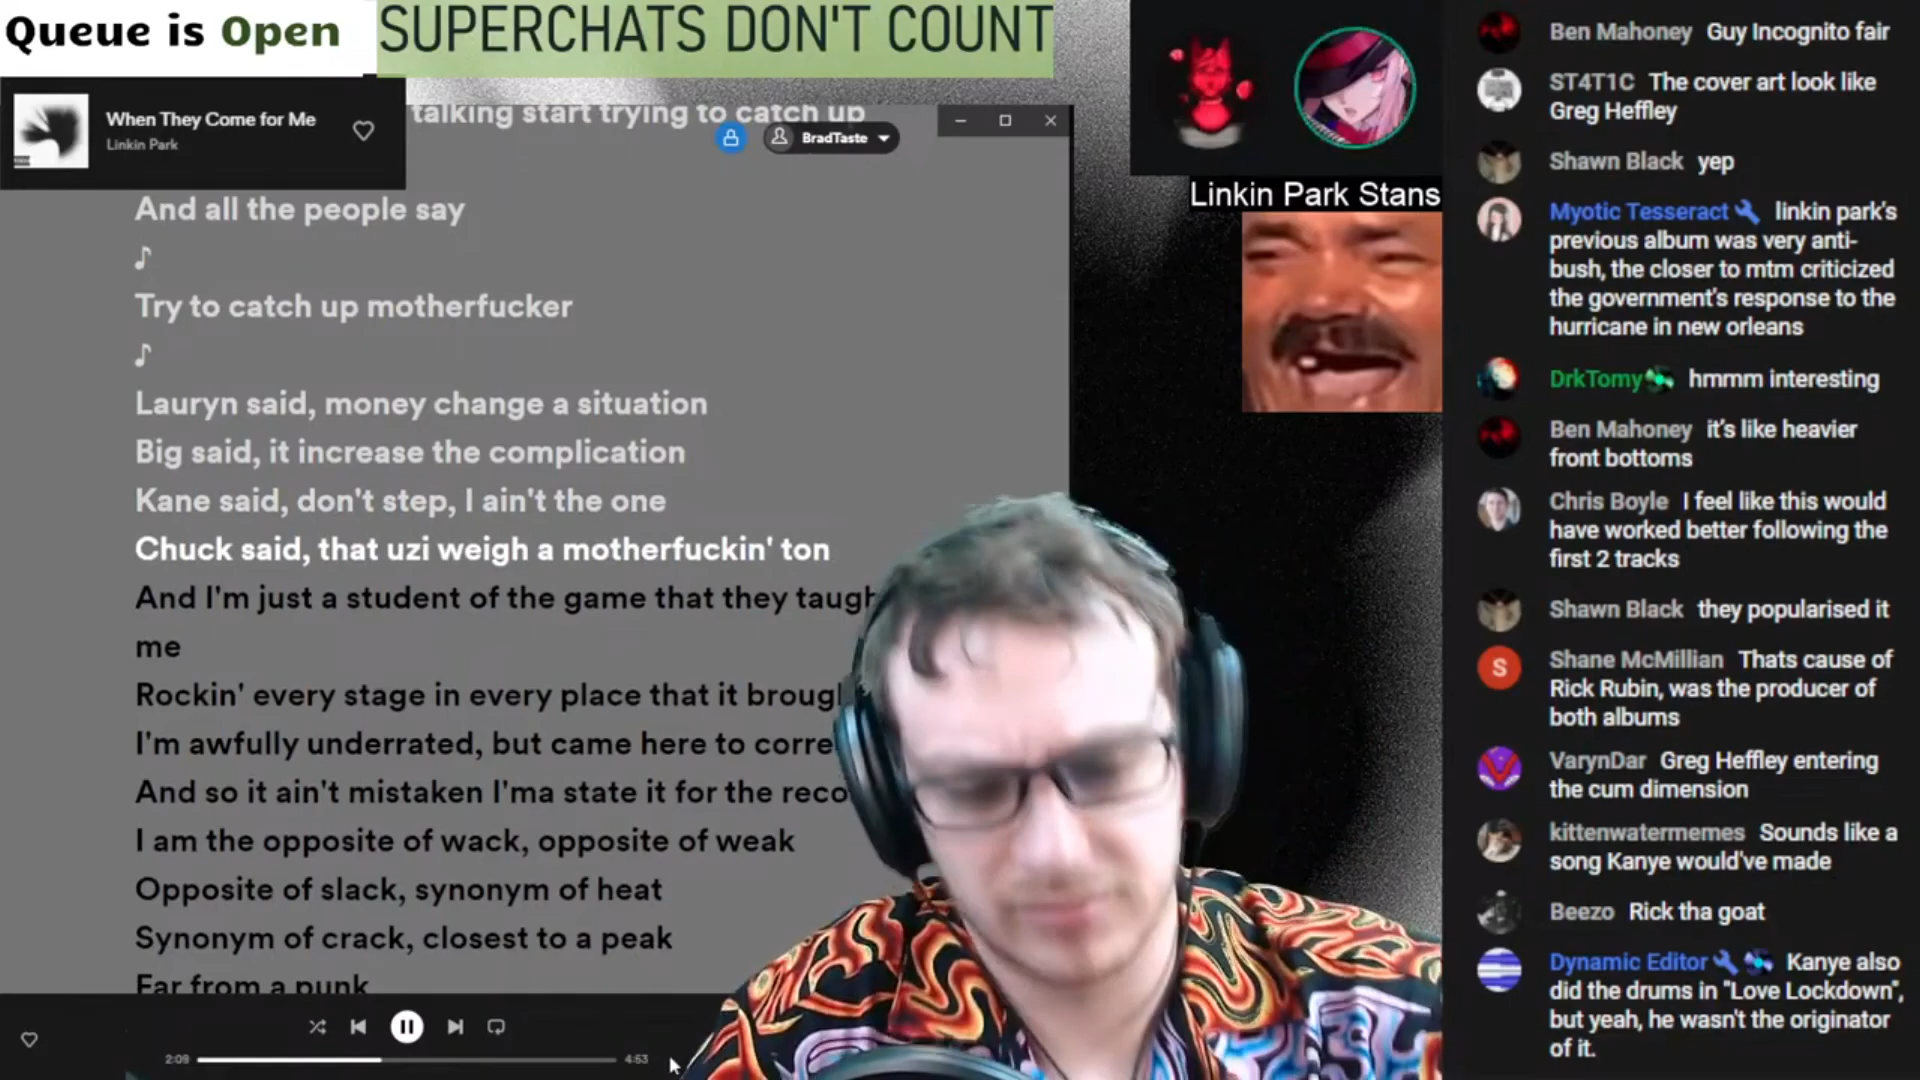 Queue is Open
SUPERCHATS DON'T COUNT
When They Come for Me
Linkin Park
talking start trying to catch up
BradTaste
And all the people say
♪
Try to catch up motherfucker
♪
Lauryn said, money change a situation
Big said, it increase the complication
Kane said, don't step, I ain't the one
Chuck said, that uzi weigh a motherfuckin' ton
And I'm just a student of the game that they taugh
me
Rockin' every stage in every place that it brough
I'm awfully underrated, but came here to corre
And so it ain't mistaken I'ma state it for the reco
I am the opposite of wack, opposite of weak
Opposite of slack, synonym of heat
Synonym of crack, closest to a peak
Far from a punk
2:09
4:53
Linkin Park Stans
Ben Mahoney Guy Incognito fair
ST4T1C The cover art look like
Greg Heffley
Shawn Black yep
Myotic Tesseract linkin park's
previous album was very anti-
bush, the closer to mtm criticized
the government's response to the
hurricane in new orleans
DrkTomy hmmm interesting
Ben Mahoney it's like heavier
front bottoms
Chris Boyle I feel like this would
have worked better following the
first 2 tracks
Shawn Black they popularised it
S
Shane McMillian Thats cause of
Rick Rubin, was the producer of
both albums
VarynDar Greg Heffley entering
the cum dimension
kittenwatermemes Sounds like a
song Kanye would've made
Beezo Rick tha goat
Dynamic Editor Kanye also
did the drums in "Love Lockdown",
but yeah, he wasn't the originator
of it.